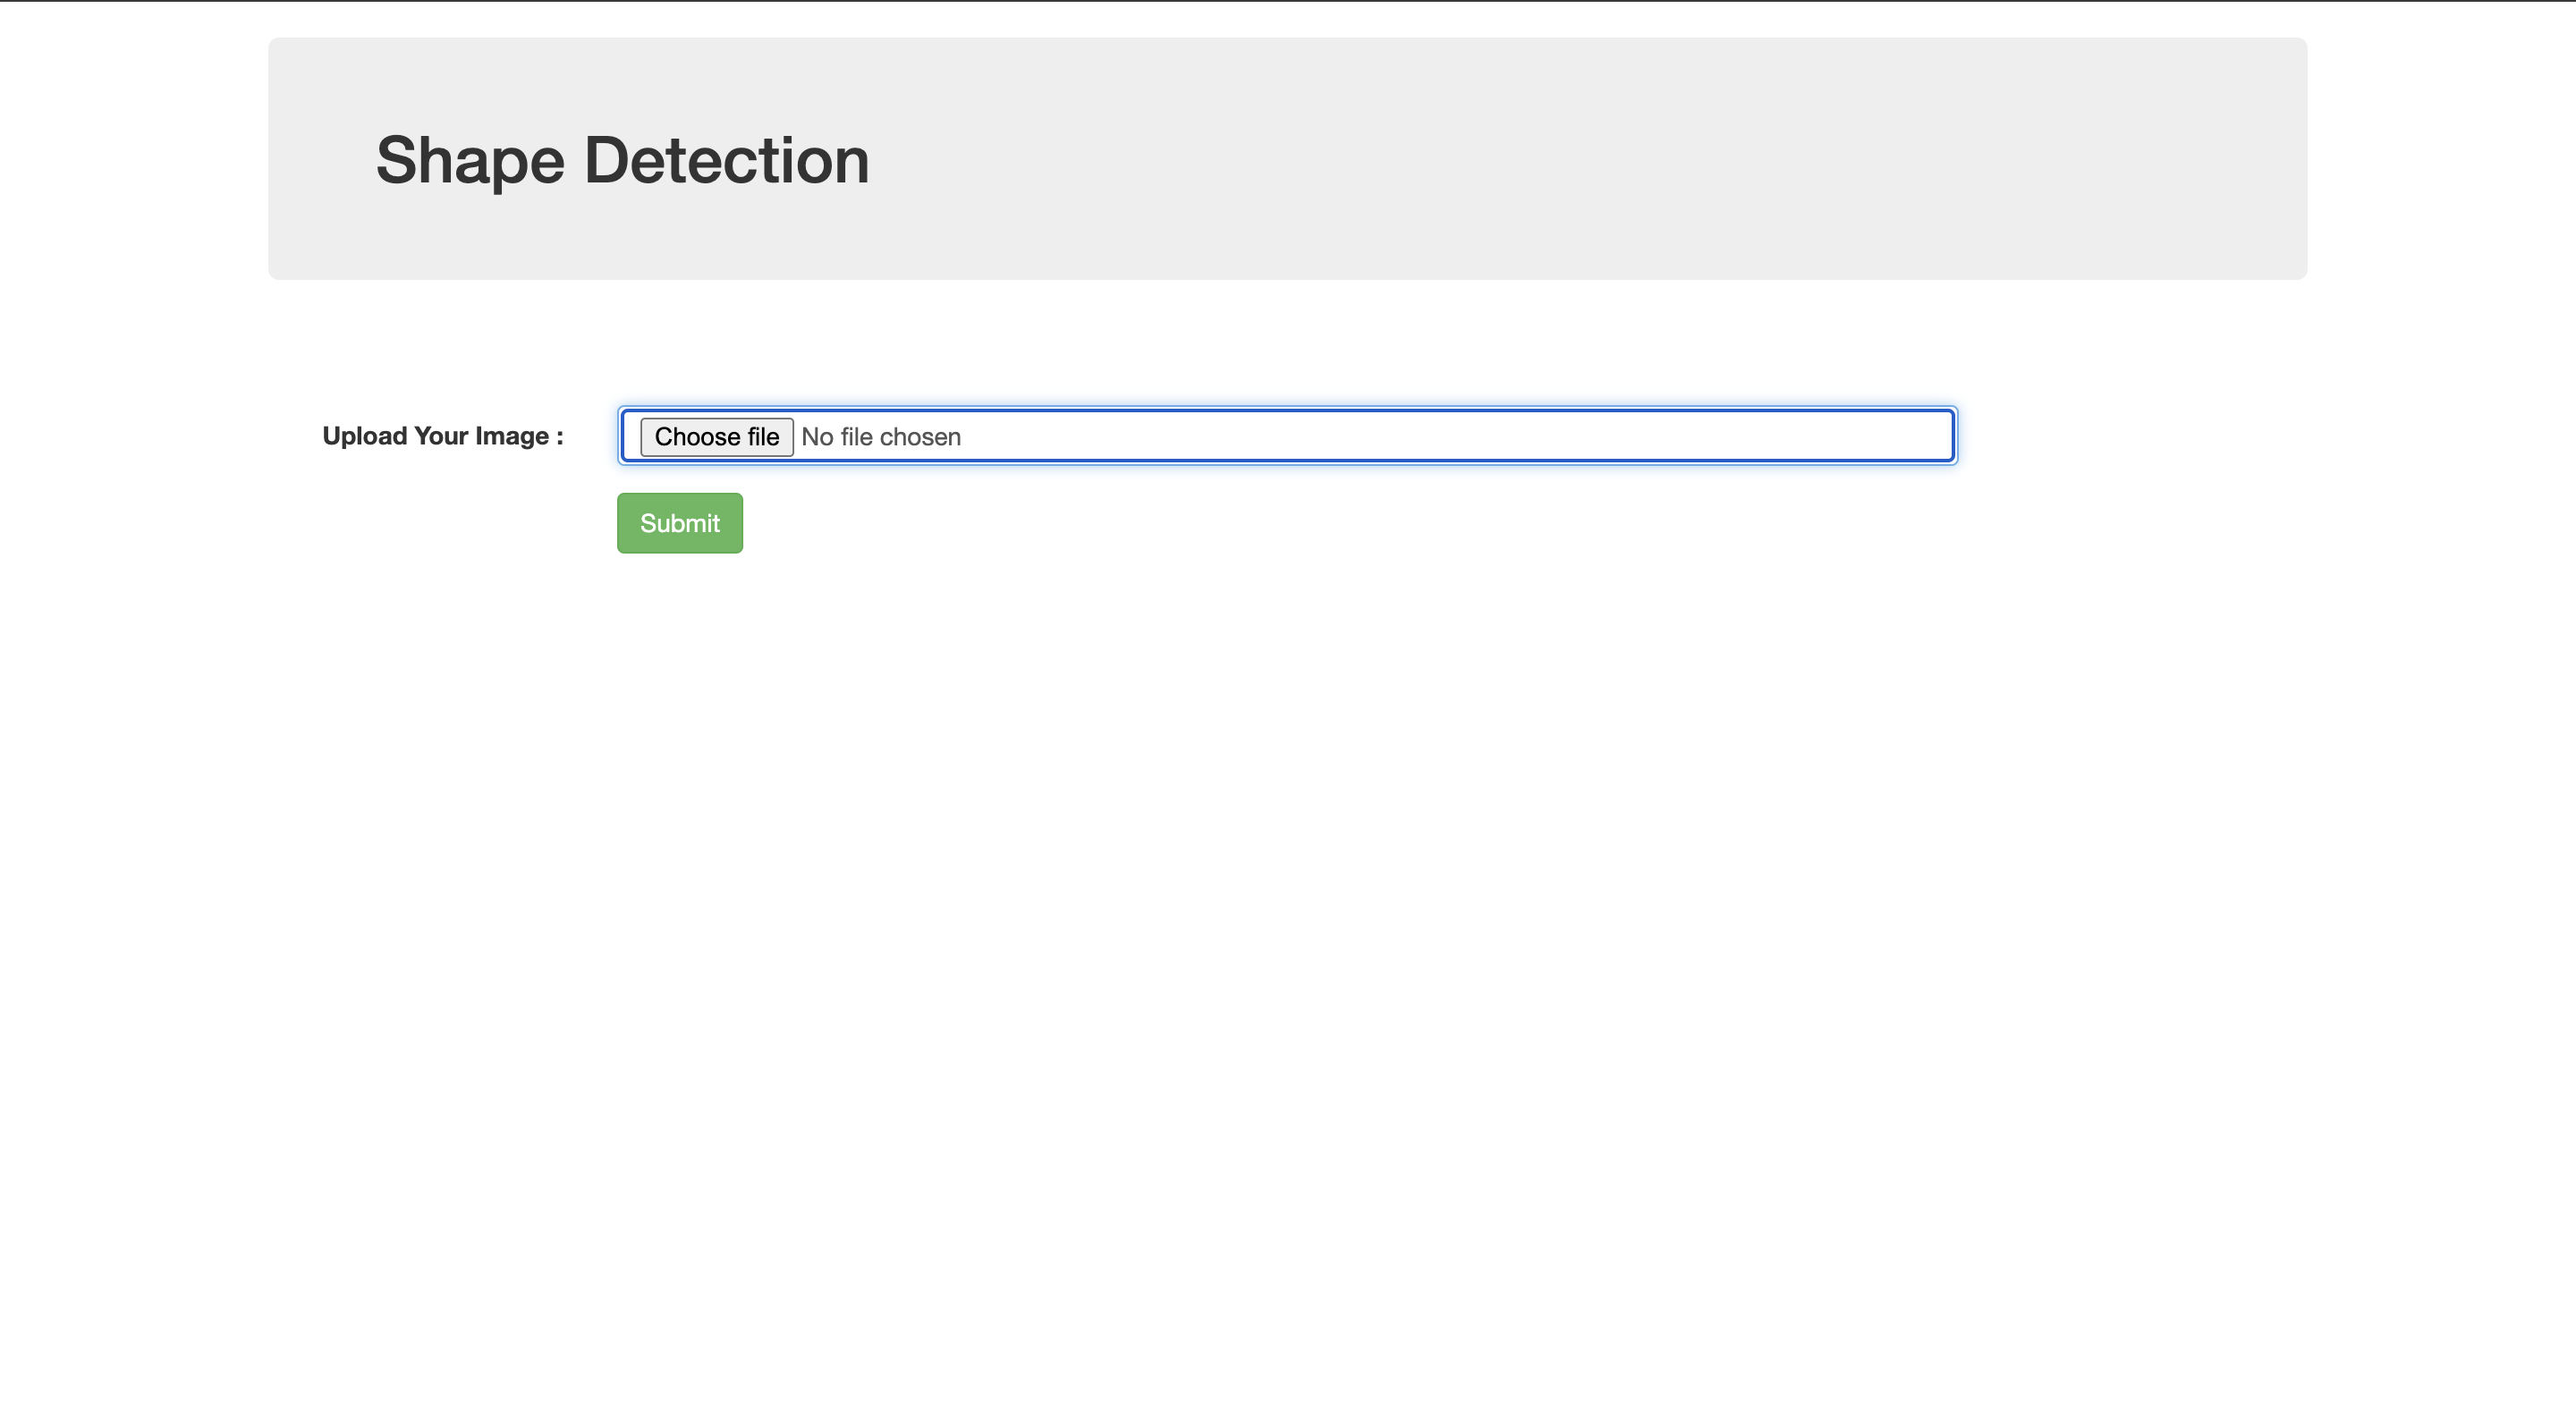 Shape Detection
Upload Your Image :
Choose file No file chosen
Submit